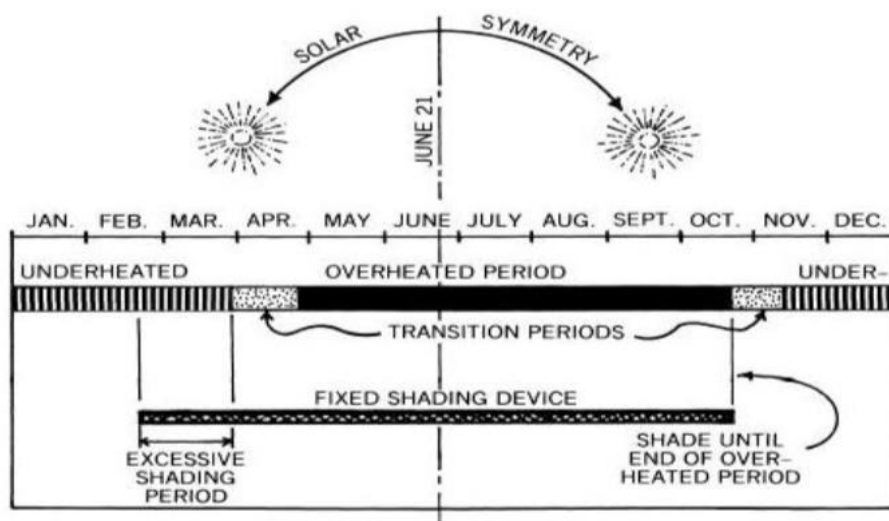 SOLAR SYMMETRY
JUNE 21
JAN. FEB. MAR. APR. MAY JUNE JULY AUG. SEPT. OCT. NOV. DEC.
UNDERHEATED OVERHEATED PERIOD UNDER-
TRANSITION PERIODS
FIXED SHADING DEVICE
EXCESSIVE
SHADING
PERIOD
SHADE UNTIL
END OF OVER-
HEATED PERIOD